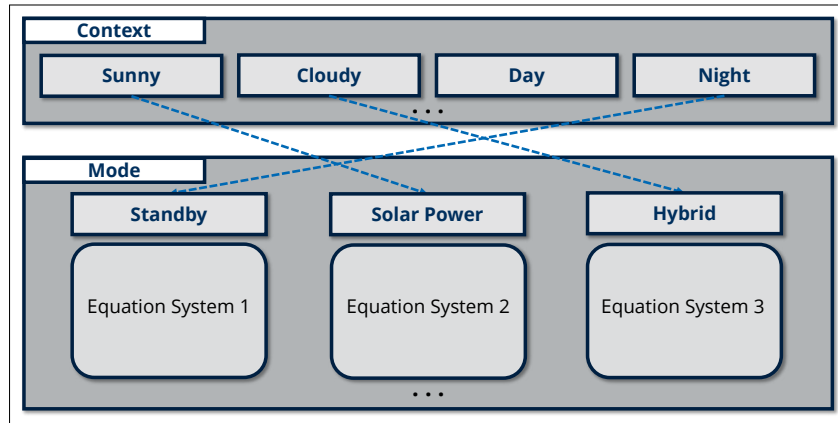 Context
Sunny
Cloudy
Day
Night
...
Mode
Standby
Solar Power
Hybrid
Equation System 1
Equation System 2
Equation System 3
...